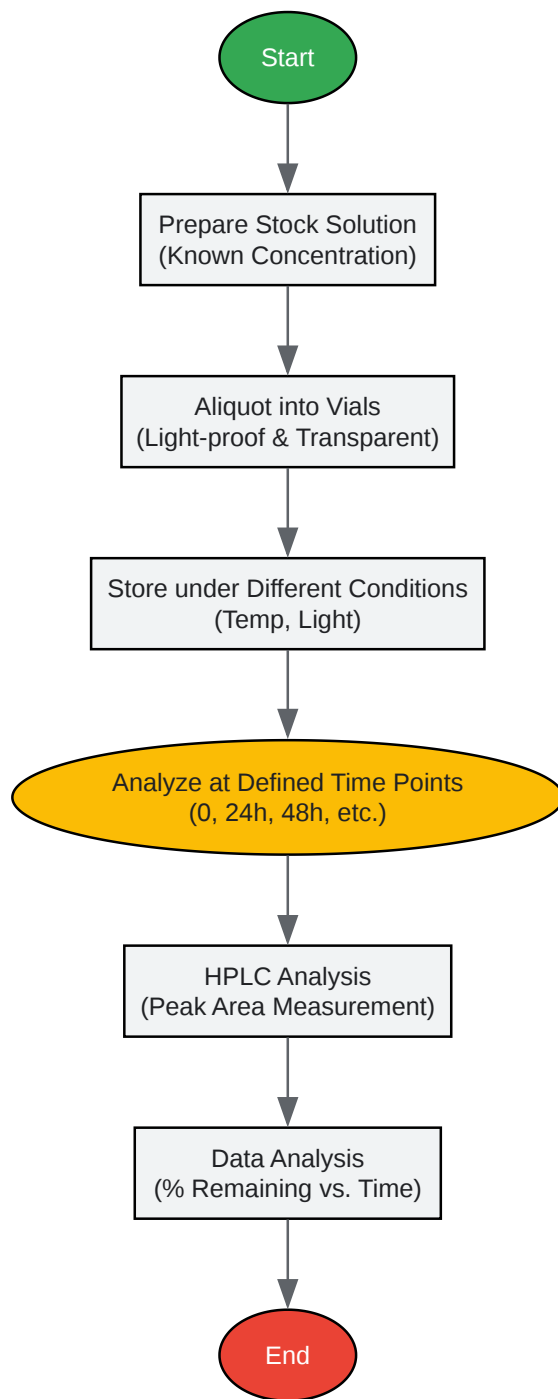 Start
Prepare Stock Solution
(Known Concentration)
Aliquot into Vials
(Light-proof & Transparent)
Store under Different Conditions
(Temp, Light)
Analyze at Defined Time Points
(0, 24h, 48h, etc.)
HPLC Analysis
(Peak Area Measurement)
Data Analysis
(% Remaining vs. Time)
End